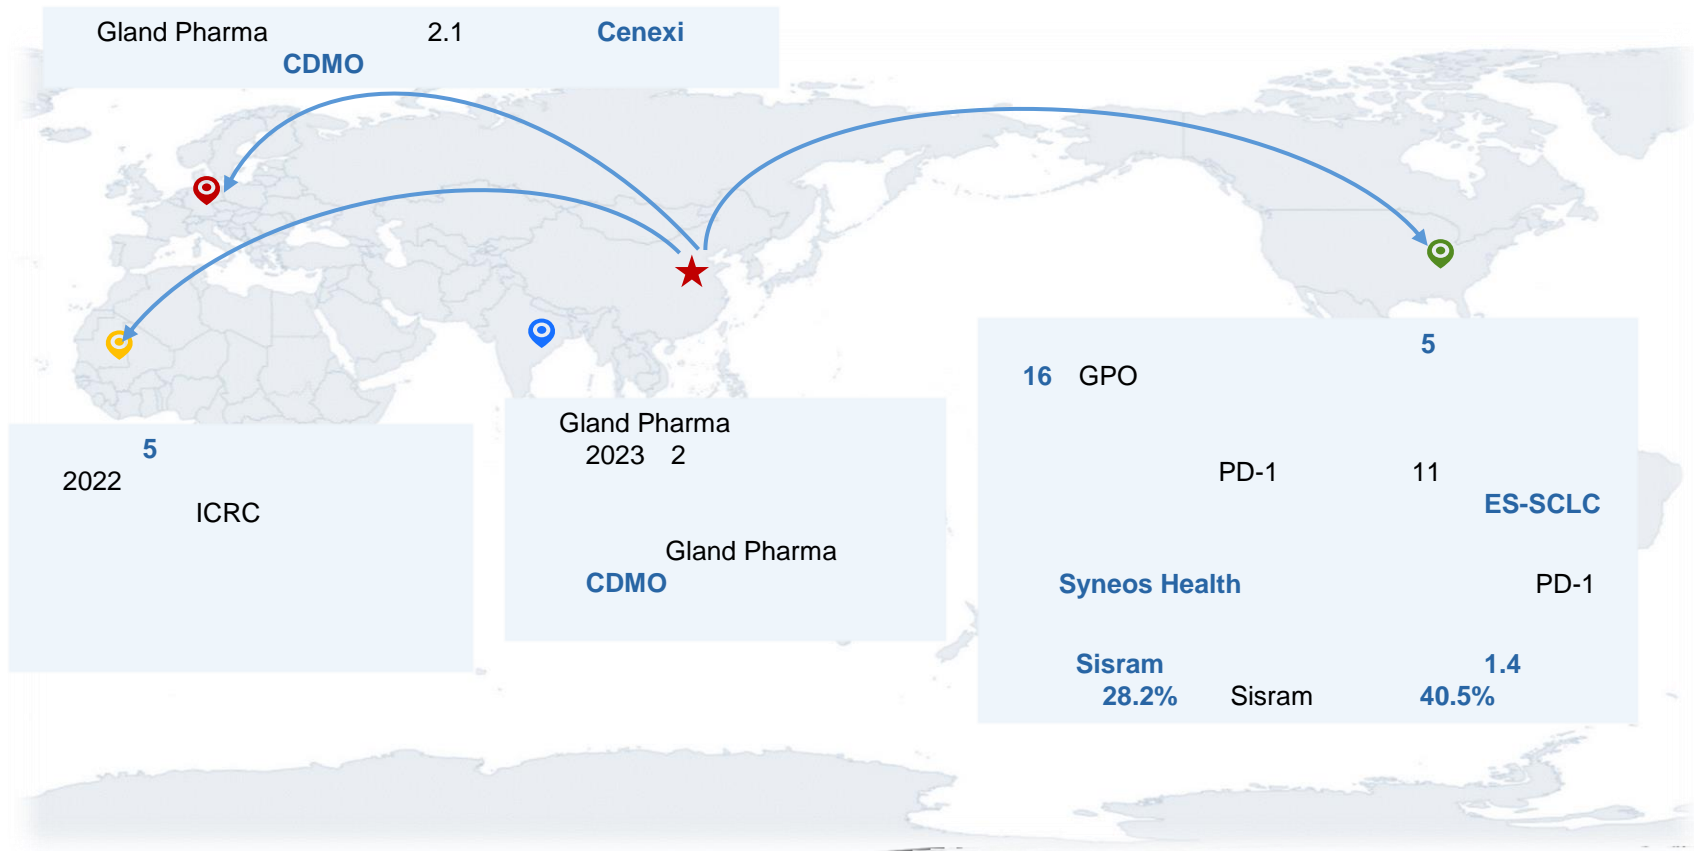 Gland Pharma 2.1 Cenexi
CDMO
5
2022
ICRC
Gland Pharma
2023 2
Gland Pharma
CDMO
5
16 GPO
PD-1 11
ES-SCLC
Syneos Health PD-1
Sisram 1.4
28.2% Sisram 40.5%